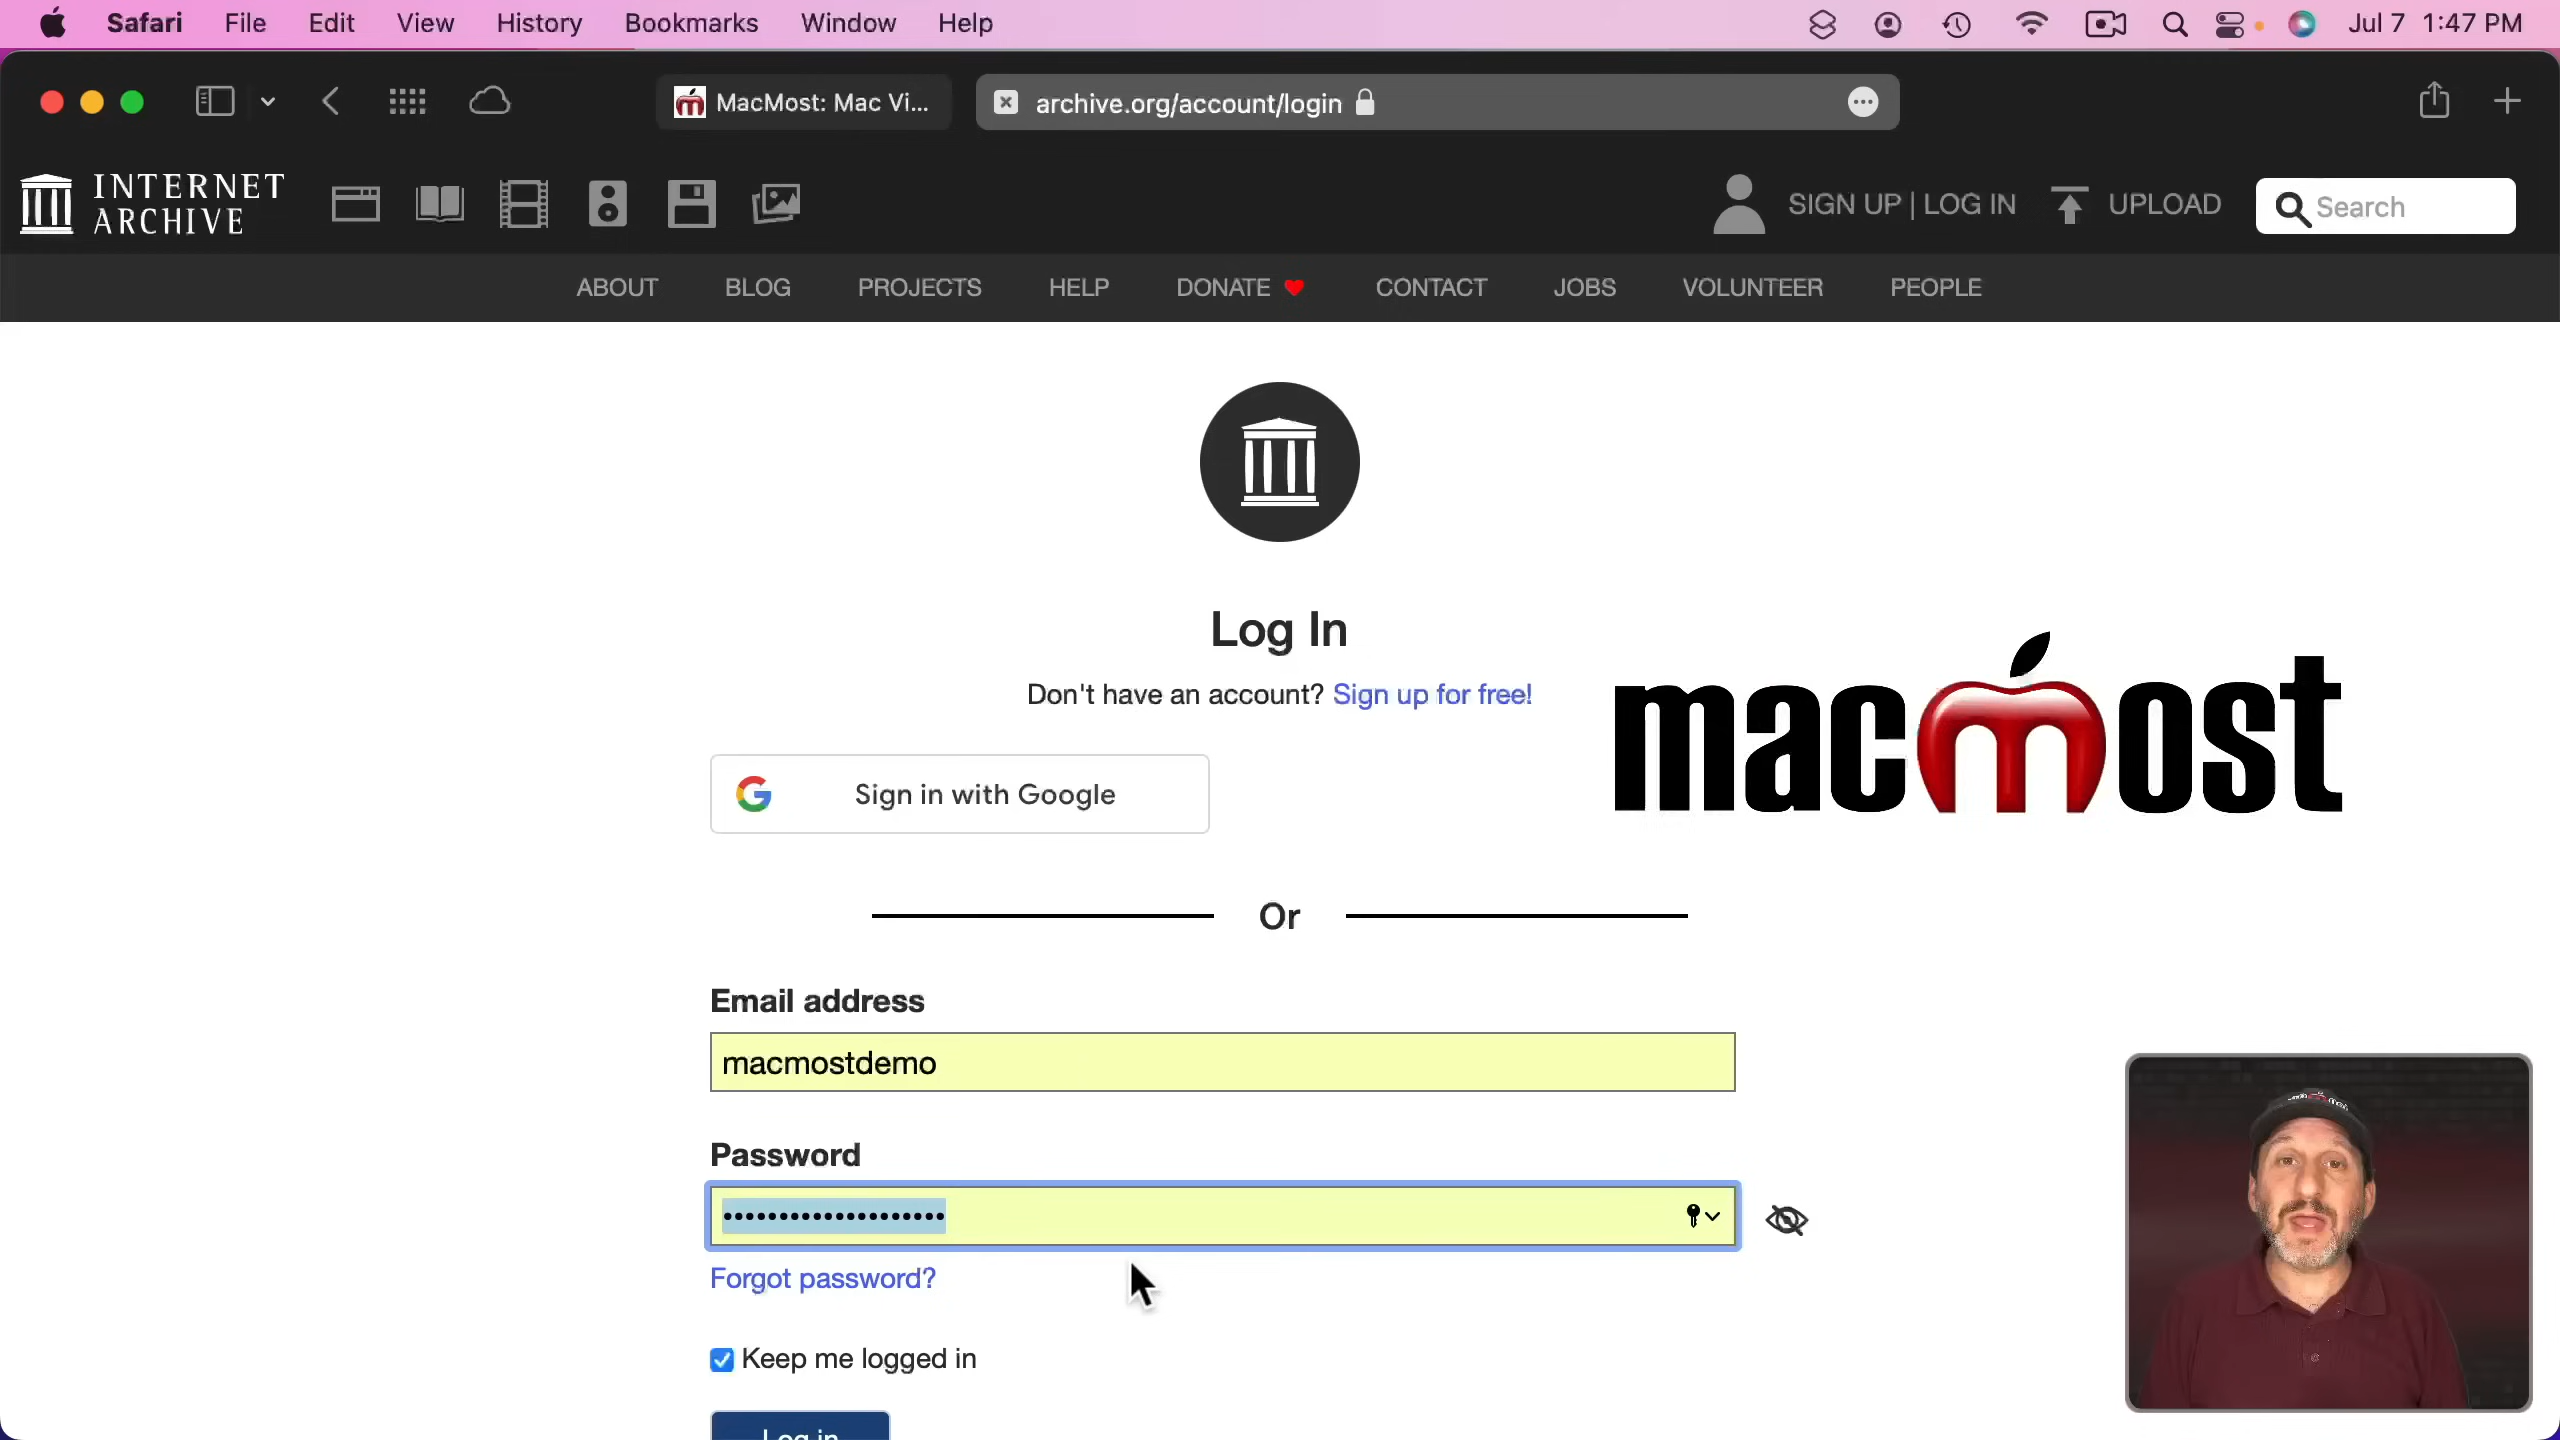 Safari File Edit View History Bookmarks Window Help Jul 7 1:47 PM
MacMost: Mac Vi... archive.org/account/login
INTERNET
ARCHIVE
SIGN UP | LOG IN UPLOAD Search
ABOUT BLOG PROJECTS HELP DONATE CONTACT JOBS VOLUNTEER PEOPLE
Log In
Don't have an account? Sign up for free!
macmost
Sign in with Google
Or
Email address
macmostdemo
Password
••••••••••••••••••••
Forgot password?
Keep me logged in
Log in